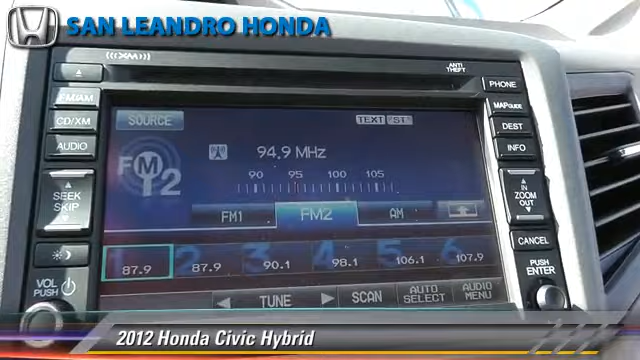 SAN LEANDRO HONDA
XM
ANTI THEFT
PHONE
FM/AM
MAP GUIDE
CD/XM
SOURCE
TEXT ST
DEST
AUDIO
94.9 MHz
INFO
FM 2
90 95 100 105
SEEK SKIP
IN ZOOM OUT
FM1 FM2 AM
CANCEL
1 87.9 2 87.9 3 90.1 4 98.1 5 106.1 6 107.9
VOL PUSH
PUSH ENTER
TUNE SCAN AUTO SELECT AUDIO MENU
2012 Honda Civic Hybrid